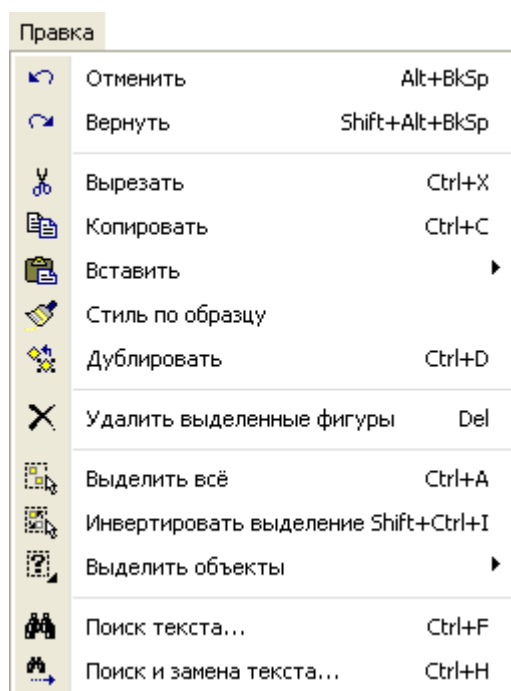 Правка
Отменить Alt+BkSp
Вернуть Shift+Alt+BkSp
Вырезать Ctrl+X
Копировать Ctrl+C
Вставить
Стиль по образцу
Дублировать Ctrl+D
Удалить выделенные фигуры Del
Выделить всё Ctrl+A
Инвертировать выделение Shift+Ctrl+I
Выделить объекты
Поиск текста... Ctrl+F
Поиск и замена текста... Ctrl+H